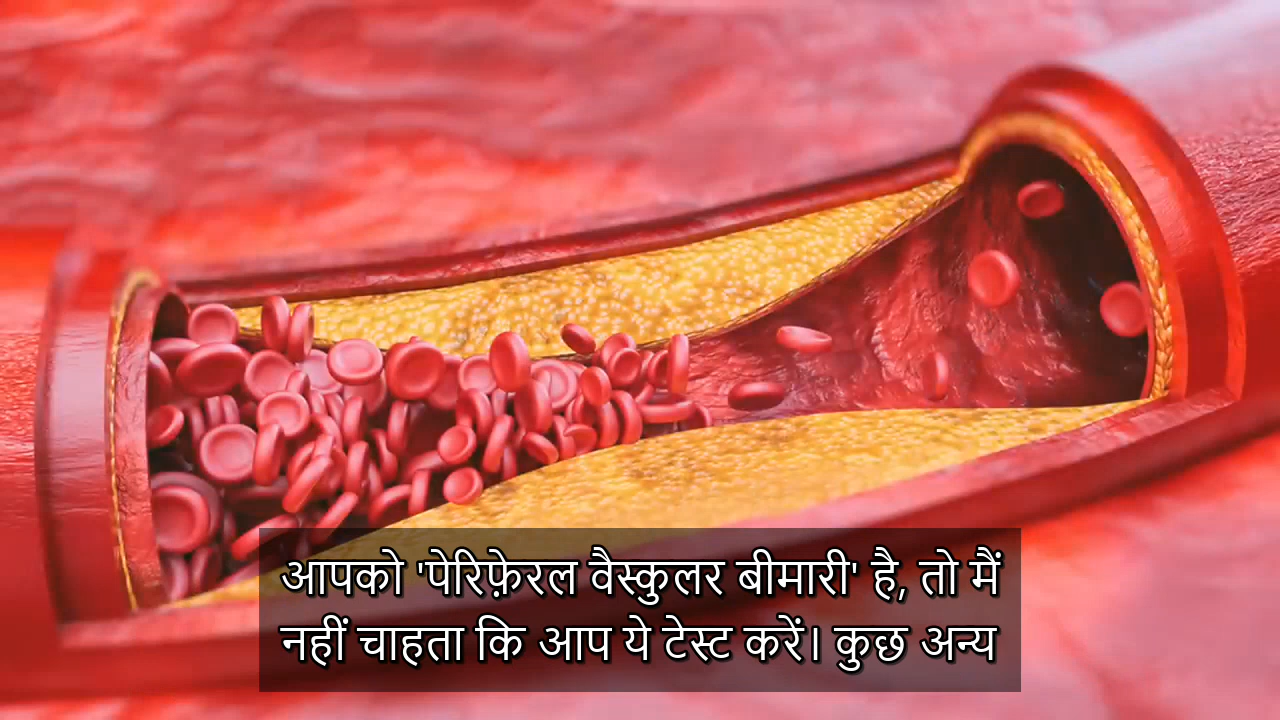 आपको 'पेरिफ़ेरल वैस्कुलर बीमारी' है, तो मैं
नहीं चाहता कि आप ये टेस्ट करें। कुछ अन्य